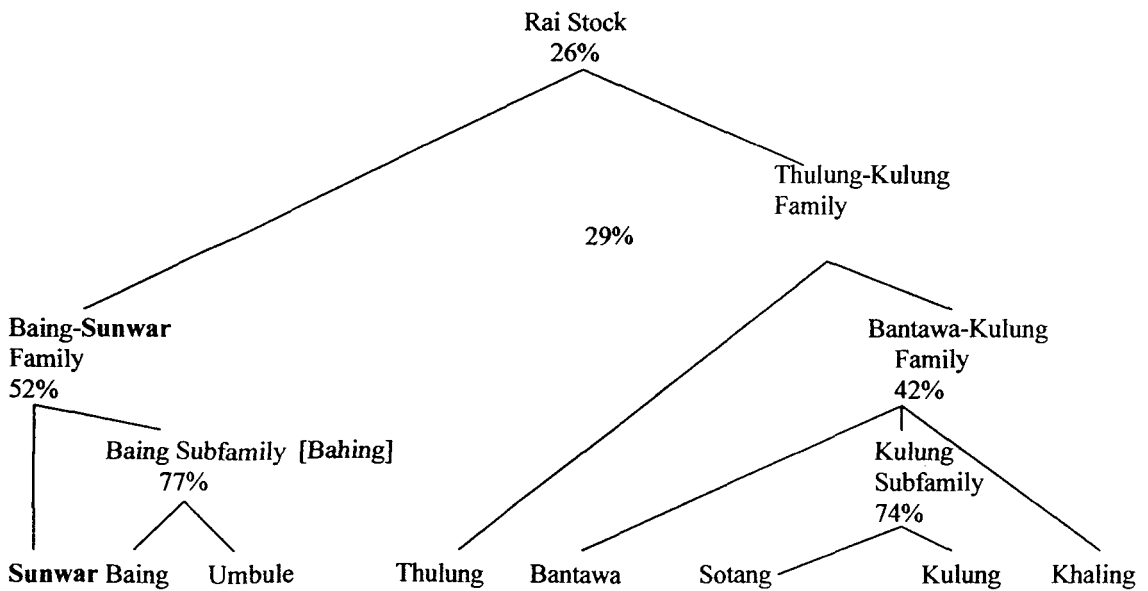 Rai Stock
26%
Thulung-Kulung
Family
29%
Baing-Sunwar
Family
52%
Bantawa-Kulung
Family
42%
Baing Subfamily [Bahing]
77%
Kulung
Subfamily
74%
Sunwar Baing Umbule Thulung Bantawa Sotang Kulung Khaling